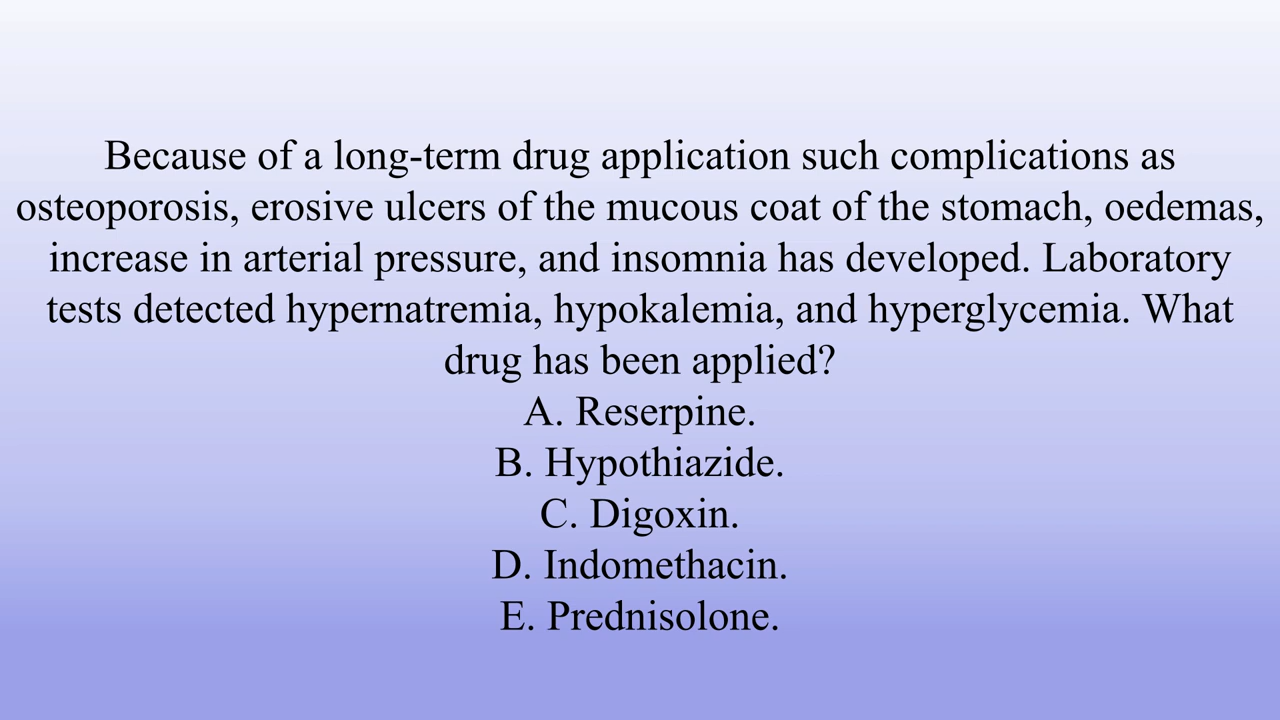 Because of a long-term drug application such complications as
osteoporosis, erosive ulcers of the mucous coat of the stomach, oedemas,
increase in arterial pressure, and insomnia has developed. Laboratory
tests detected hypernatremia, hypokalemia, and hyperglycemia. What
drug has been applied?
A. Reserpine.
B. Hypothiazide.
C. Digoxin.
D. Indomethacin.
E. Prednisolone.